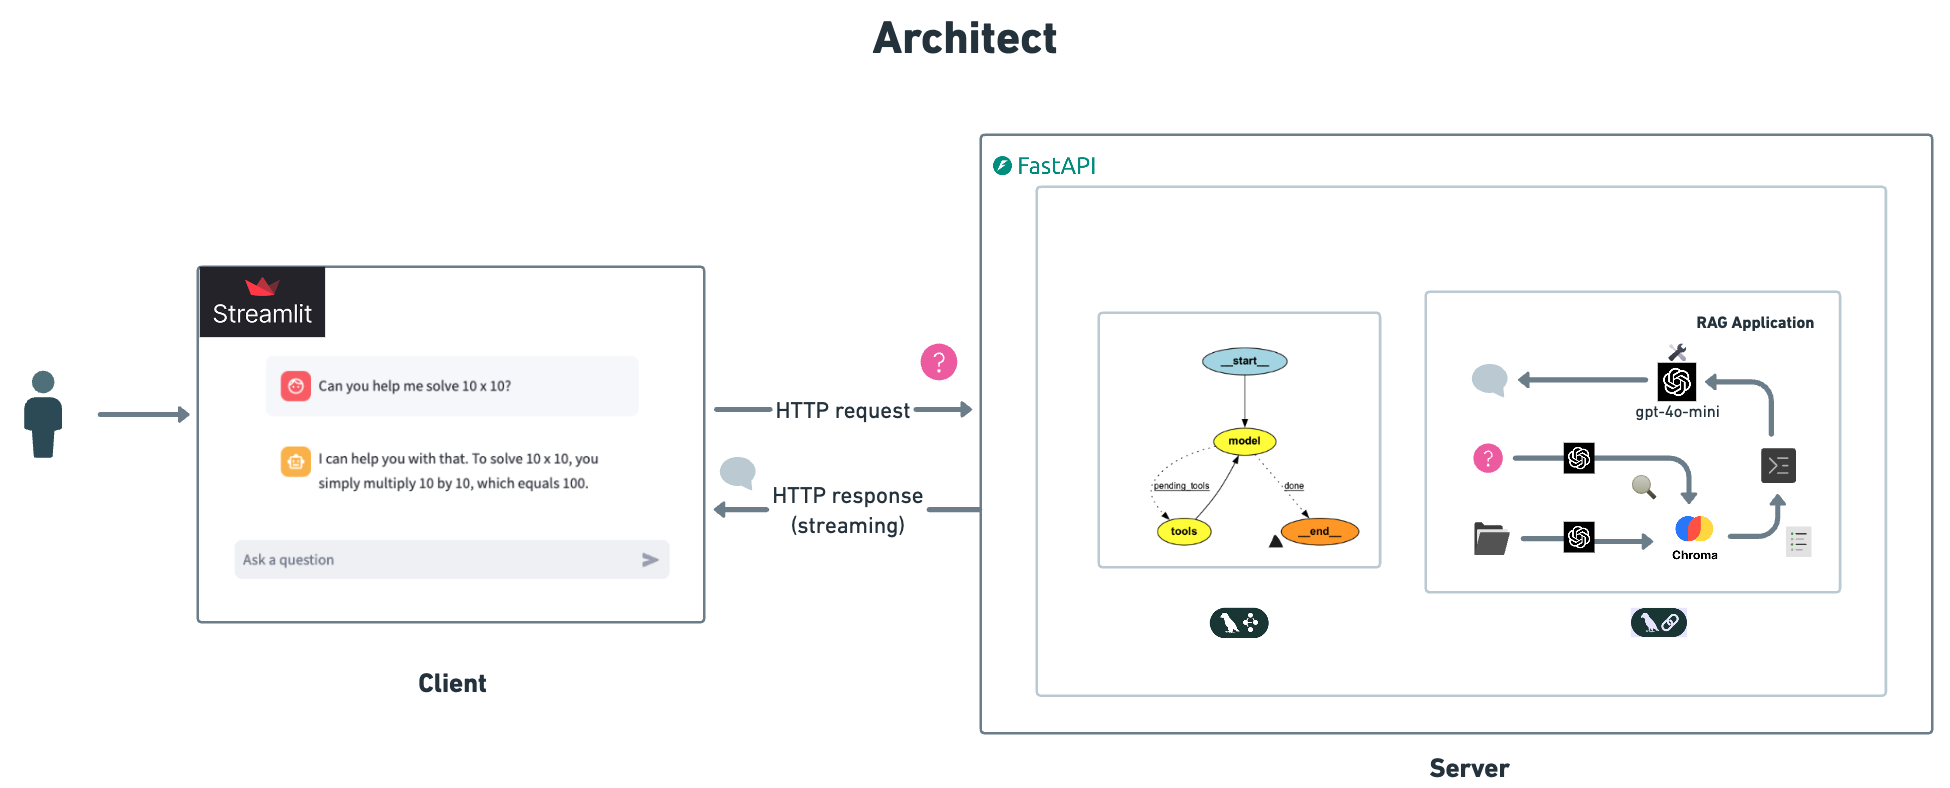 Architect
FastAPI
Streamlit
Can you help me solve 10 x 10?
I can help you with that. To solve 10 x 10, you
simply multiply 10 by 10, which equals 100.
Ask a question
Client
?
HTTP request
HTTP response
(streaming)
__start__
model
pending_tools
done
tools
__end__
RAG Application
gpt-4o-mini
?
Chroma
Server